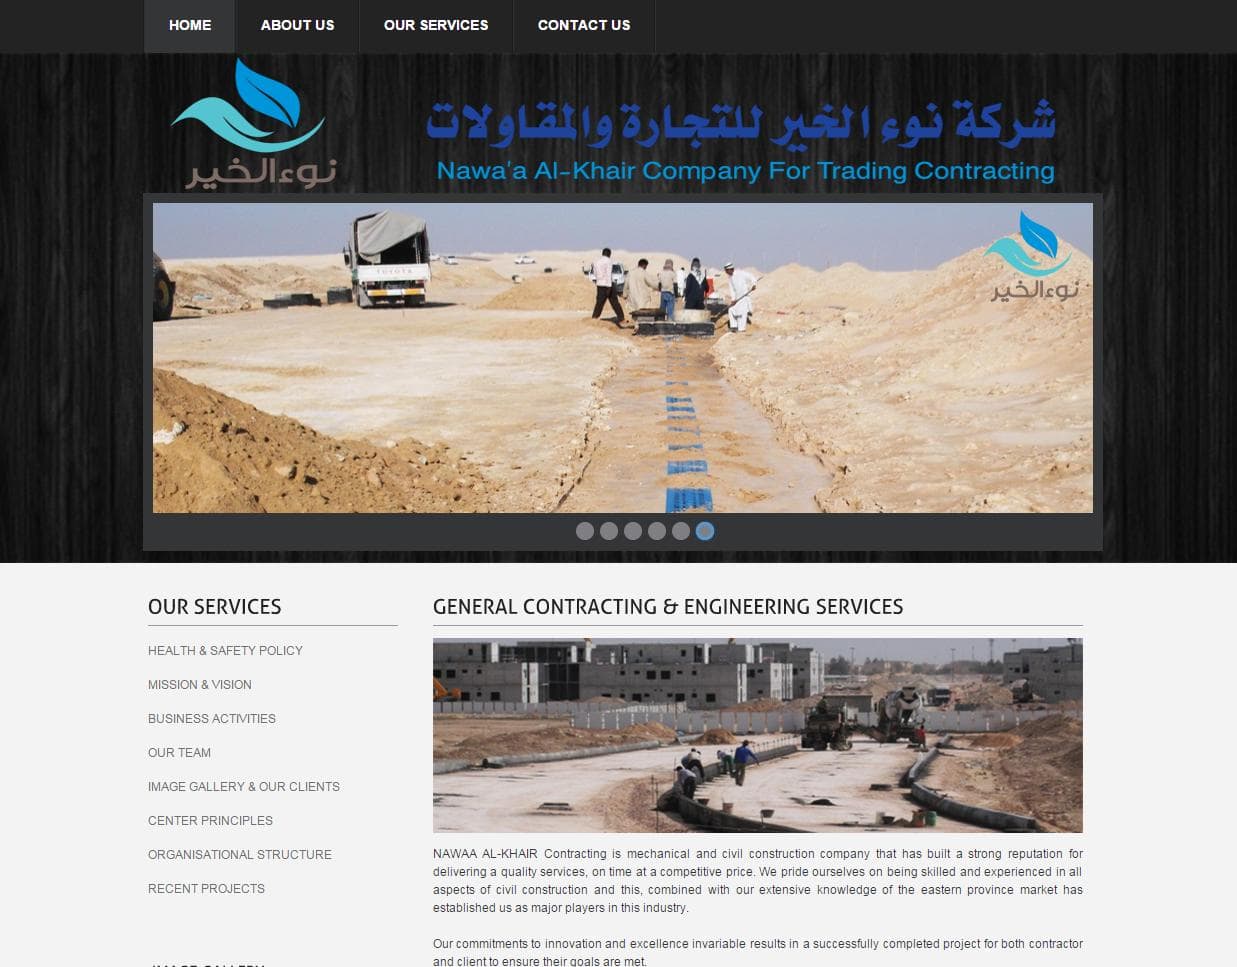 HOME
ABOUT US
OUR SERVICES
CONTACT US
نوء الخير
شركة نوء الخير للتجارة والمقاولات
Nawa'a Al-Khair Company For Trading Contracting
TOYOTA
نوء الخير
OUR SERVICES
HEALTH & SAFETY POLICY
MISSION & VISION
BUSINESS ACTIVITIES
OUR TEAM
IMAGE GALLERY & OUR CLIENTS
CENTER PRINCIPLES
ORGANISATIONAL STRUCTURE
RECENT PROJECTS
IMAGE GALLERY
GENERAL CONTRACTING & ENGINEERING SERVICES
NAWAA AL-KHAIR Contracting is mechanical and civil construction company that has built a strong reputation for
delivering a quality services, on time at a competitive price. We pride ourselves on being skilled and experienced in all
aspects of civil construction and this, combined with our extensive knowledge of the eastern province market has
established us as major players in this industry.
Our commitments to innovation and excellence invariable results in a successfully completed project for both contractor
and client to ensure their goals are met.